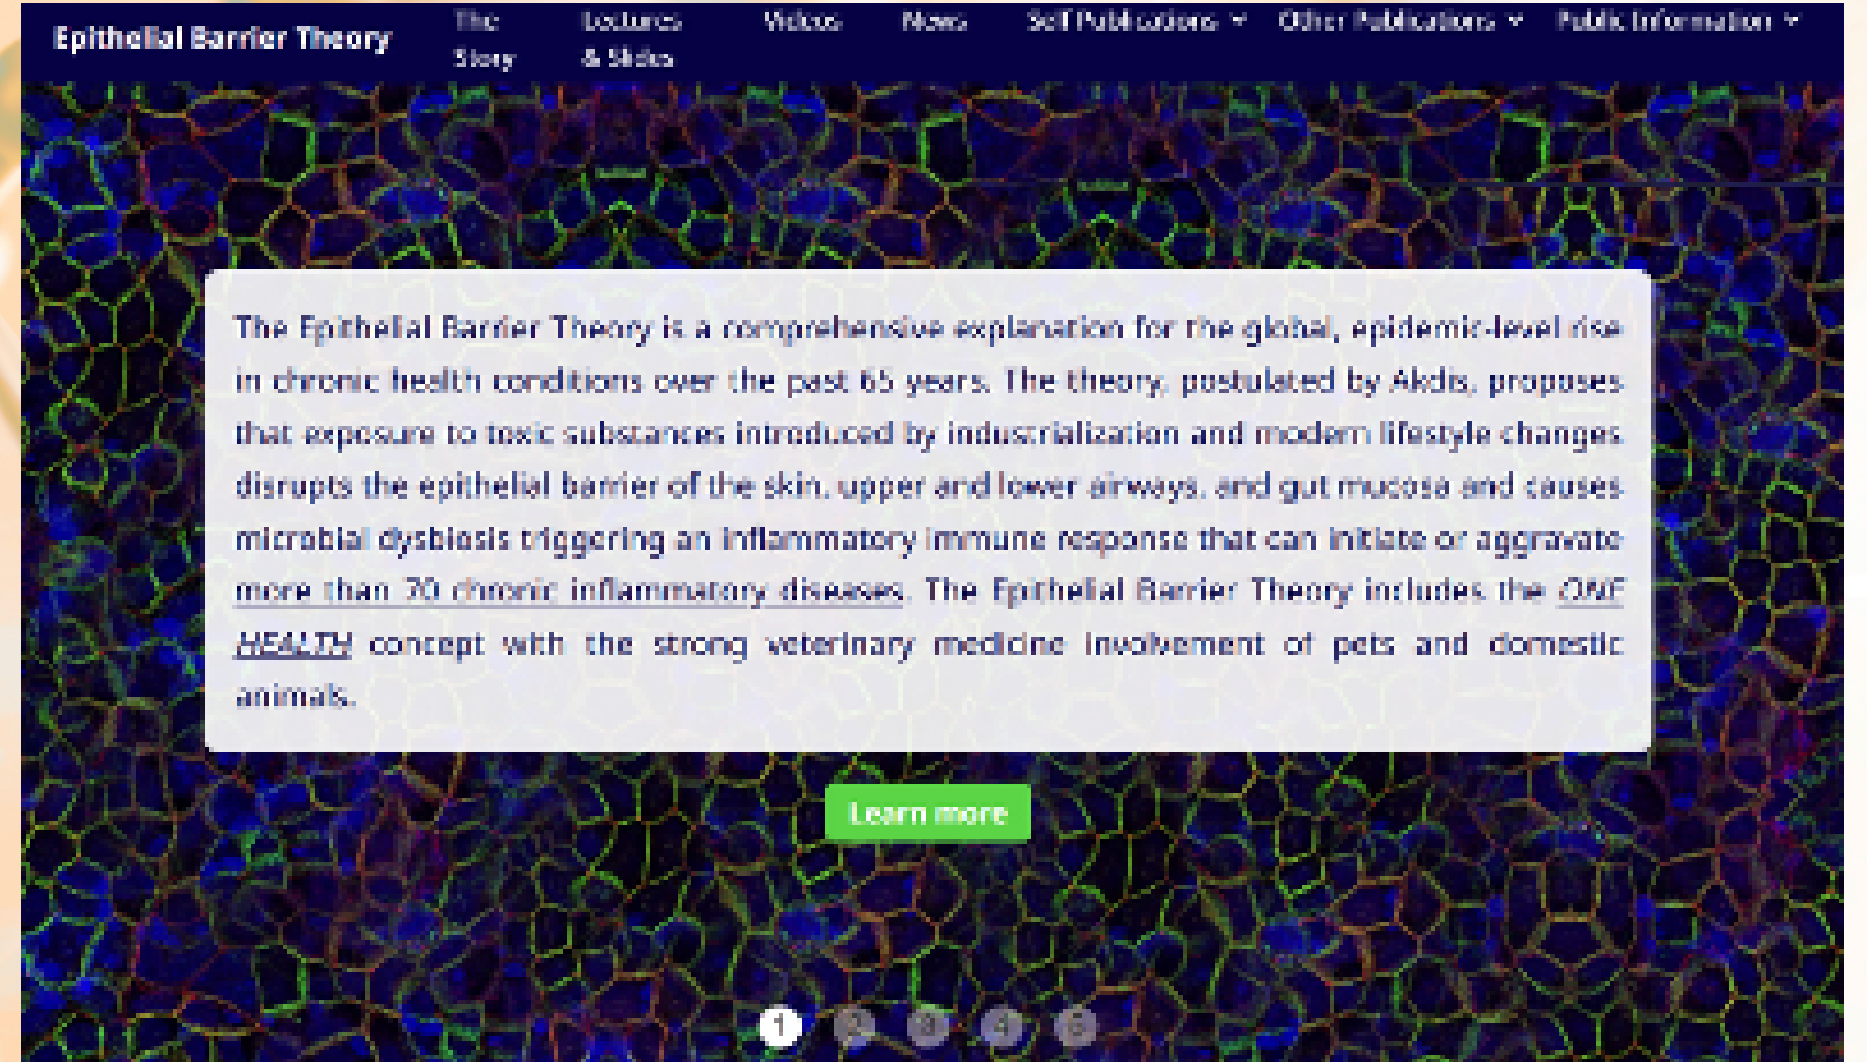 Epithelial Barrier Theory
The Story
Lectures & Slides
Videos
News
Self Publications
Other Publications
Public Information
The Epithelial Barrier Theory is a comprehensive explanation for the global, epidemic-level rise
in chronic health conditions over the past 65 years. The theory, postulated by Akdis, proposes
that exposure to toxic substances introduced by industrialization and modern lifestyle changes
disrupts the epithelial barrier of the skin, upper and lower airways, and gut mucosa and causes
microbial dysbiosis triggering an inflammatory immune response that can initiate or aggravate
more than 70 chronic inflammatory diseases. The Epithelial Barrier Theory includes the ONE
HEALTH concept with the strong veterinary medicine involvement of pets and domestic
animals.
Learn more
1 2 3 4 5